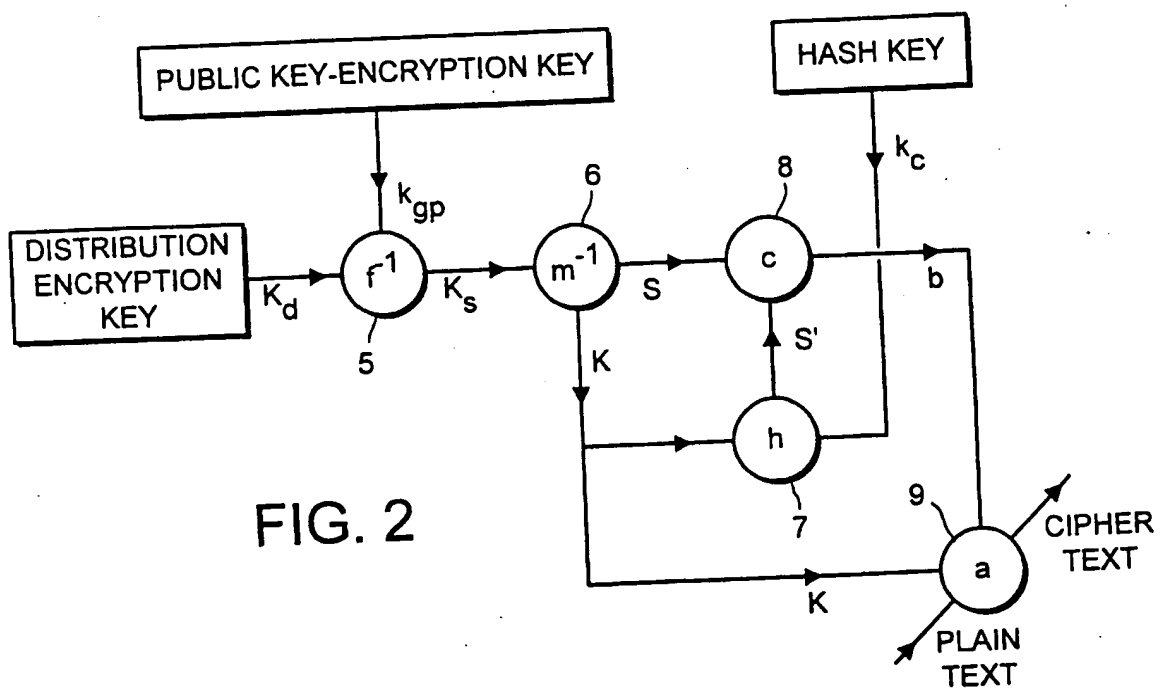 PUBLIC KEY-ENCRYPTION KEY
HASH KEY
k_c
k_gp
6
8
DISTRIBUTION
ENCRYPTION
KEY
K_d
f^-1
5
K_s
m^-1
S
c
b
K
S'
h
7
FIG. 2
9
a
K
CIPHER
TEXT
PLAIN
TEXT